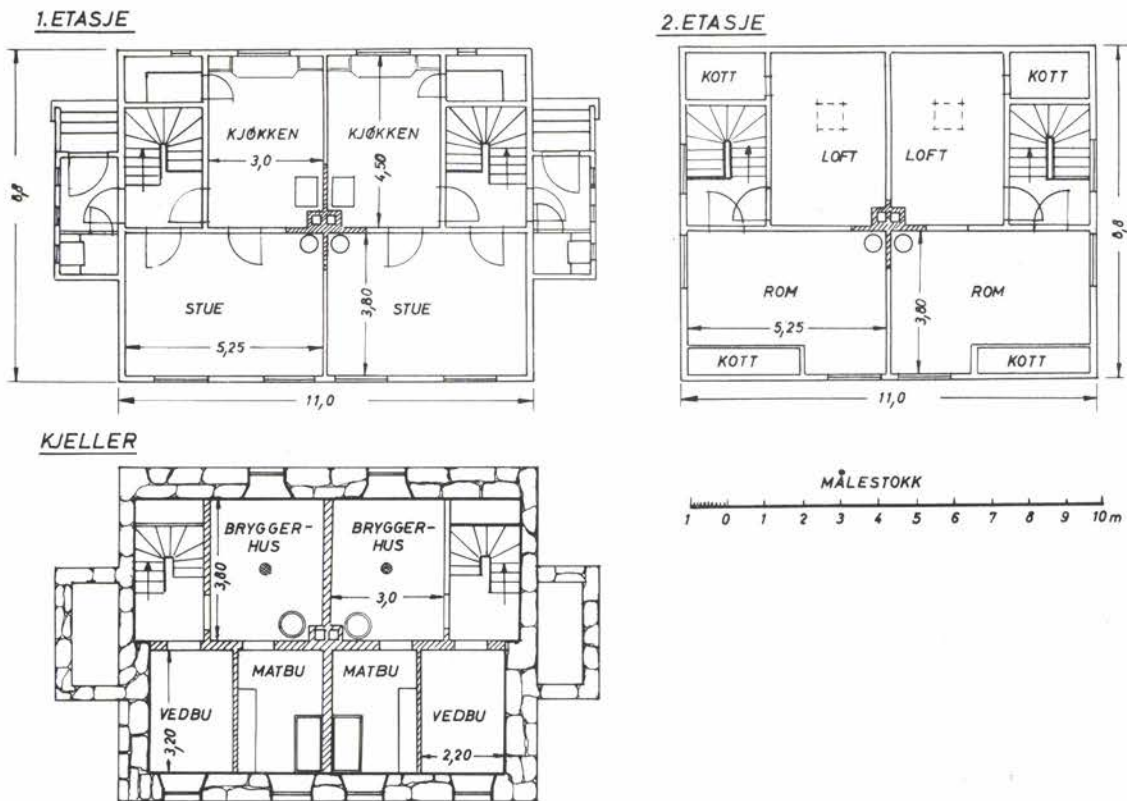 1.ETASJE
KJØKKEN
KJØKKEN
3,0
4,50
8,8
STUE
STUE
3,80
5,25
11,0
2.ETASJE
KOTT
KOTT
LOFT
LOFT
ROM
ROM
5,25
3,80
8,8
KOTT
KOTT
11,0
KJELLER
BRYGGER-
HUS
BRYGGER-
HUS
3,80
3,0
MATBU
MATBU
VEDBU
VEDBU
3,20
2,20
MÅLESTOKK
1 0 1 2 3 4 5 6 7 8 9 10 m